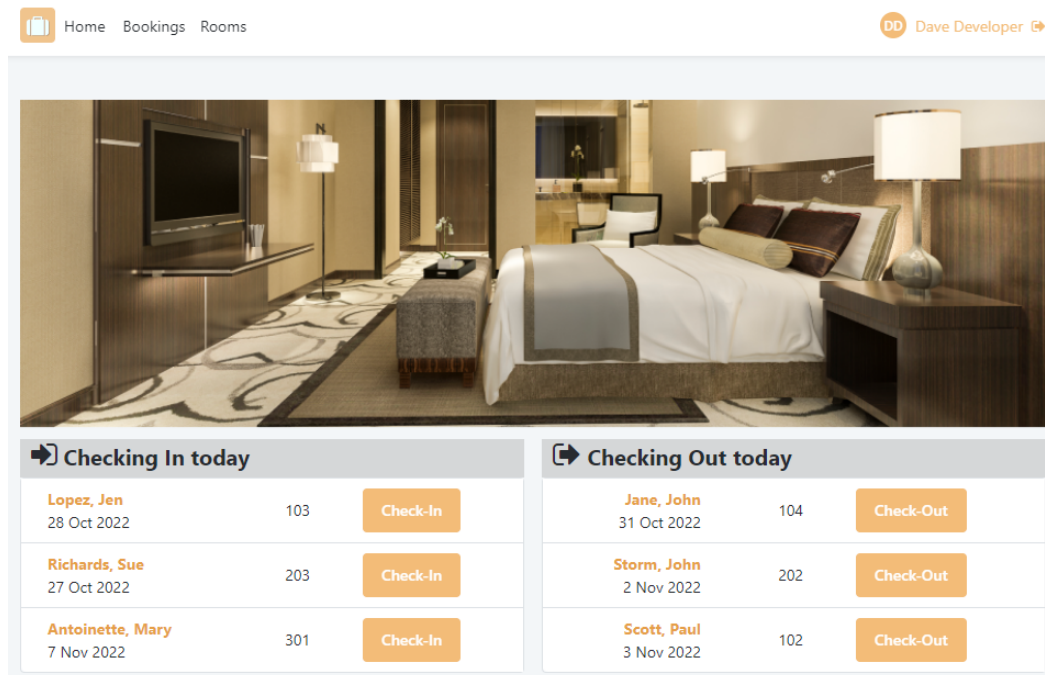 Home Bookings Rooms
DD Dave Developer
Checking In today
Lopez, Jen
28 Oct 2022
103
Check-In
Richards, Sue
27 Oct 2022
203
Check-In
Antoinette, Mary
7 Nov 2022
301
Check-In
Checking Out today
Jane, John
31 Oct 2022
104
Check-Out
Storm, John
2 Nov 2022
202
Check-Out
Scott, Paul
3 Nov 2022
102
Check-Out